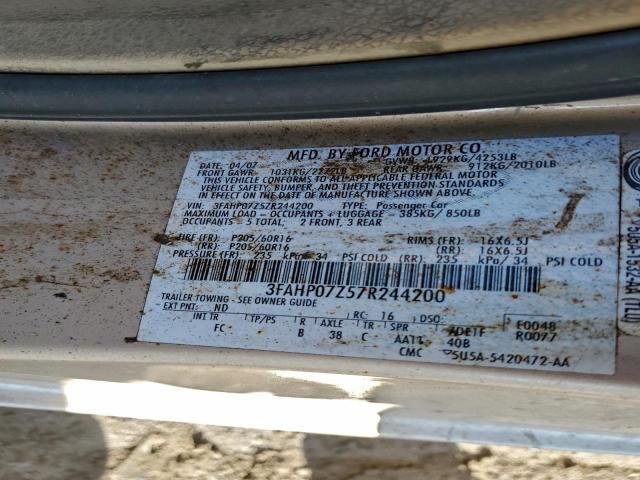 MFD. BY FORD MOTOR CO.
DATE: 04/07 GVWR: 1929KG/4253LB
FRONT GAWR: 1031KG/2272LB REAR GAWR: 912KG/2010LB
THIS VEHICLE CONFORMS TO ALL APPLICABLE FEDERAL MOTOR
VEHICLE SAFETY, BUMPER, AND THEFT PREVENTION STANDARDS
IN EFFECT ON THE DATE OF MANUFACTURE SHOWN ABOVE.
VIN: 3FAHP07Z57R244200 TYPE: Passenger Car
MAXIMUM LOAD - OCCUPANTS + LUGGAGE = 385KG/850LB
OCCUPANTS: 5 TOTAL, 2 FRONT, 3 REAR
TIRE(FR): P205/60R16 RIMS(FR): 16X6.5J
(RR): P205/60R16 (RR): 16X6.5J
PRESSURE(FR): 235 kPa/34 PSI COLD (RR): 235 kPa/34 PSI COLD
3FAHP07Z57R244200
TRAILER TOWING - SEE OWNER GUIDE
EXT PNT: ND RC: 16 DSO:
INT TR TP/PS R AXLE TR SPR ADETF F0048
FC B 38 C AATT 40B R0077
CMC 5U5A-5420472-AA